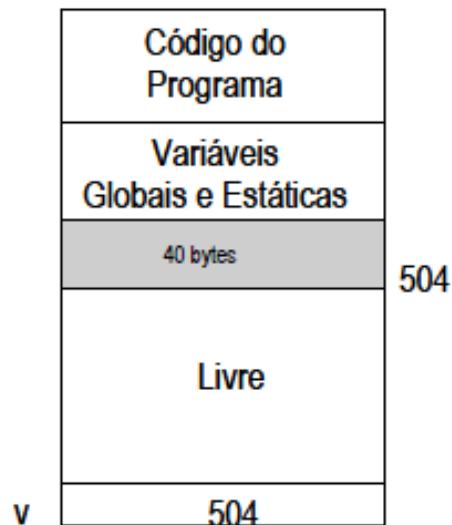 Código do
Programa
Variáveis
Globais e Estáticas
40 bytes
504
Livre
v 504